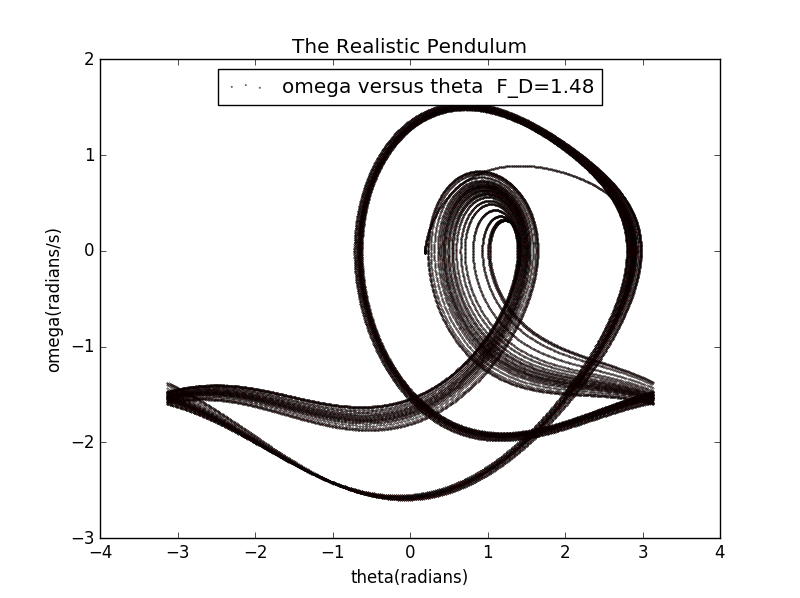 The Realistic Pendulum
omega versus theta  F_D=1.48
2
1
0
−1
−2
−3
omega(radians/s)
−4 −3 −2 −1 0 1 2 3 4
theta(radians)